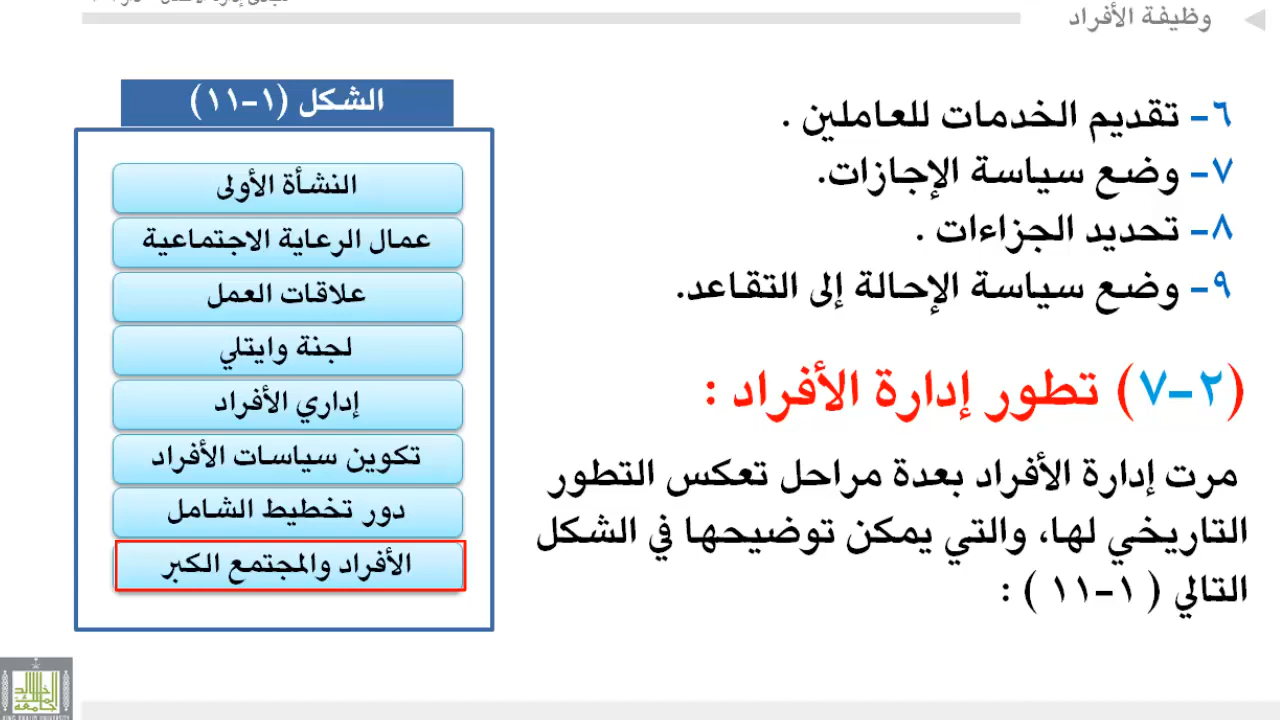 وظيفة الأفراد
٦- تقديم الخدمات للعاملين .
٧- وضع سياسة الإجازات.
٨- تحديد الجزاءات .
٩- وضع سياسة الإحالة إلى التقاعد.
(٢-٧) تطور إدارة الأفراد :
مرت إدارة الأفراد بعدة مراحل تعكس التطور
التاريخي لها، والتي يمكن توضيحها في الشكل
التالي ( ١-١١ ) :
الشكل (١-١١)
النشأة الأولى
عمال الرعاية الاجتماعية
علاقات العمل
لجنة وايتلي
إداري الأفراد
تكوين سياسات الأفراد
دور تخطيط الشامل
الأفراد والمجتمع الكبر
KING KHALID UNIVERSITY